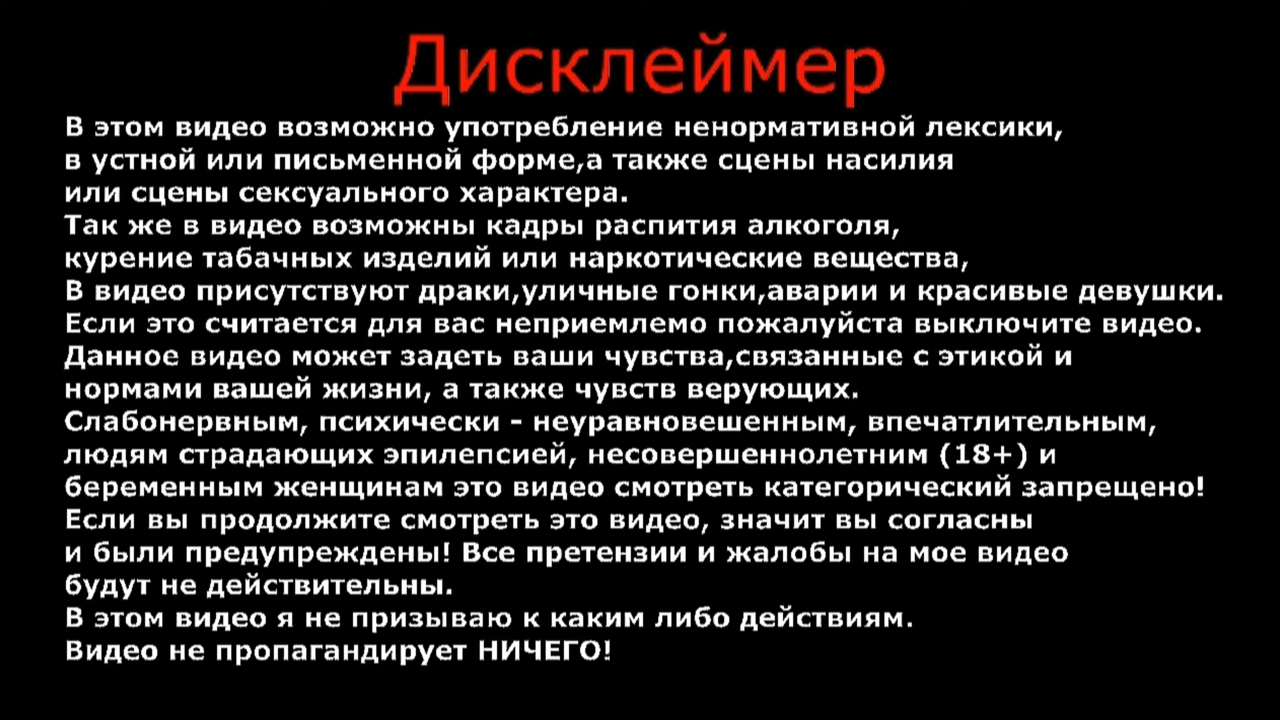 Дисклеймер
В этом видео возможно употребление ненормативной лексики,
в устной или письменной форме,а также сцены насилия
или сцены сексуального характера.
Так же в видео возможны кадры распития алкоголя,
курение табачных изделий или наркотические вещества,
В видео присутствуют драки,уличные гонки,аварии и красивые девушки.
Если это считается для вас неприемлемо пожалуйста выключите видео.
Данное видео может задеть ваши чувства,связанные с этикой и
нормами вашей жизни, а также чувств верующих.
Слабонервным, психически - неуравновешенным, впечатлительным,
людям страдающих эпилепсией, несовершеннолетним (18+) и
беременным женщинам это видео смотреть категорический запрещено!
Если вы продолжите смотреть это видео, значит вы согласны
и были предупреждены! Все претензии и жалобы на мое видео
будут не действительны.
В этом видео я не призываю к каким либо действиям.
Видео не пропагандирует НИЧЕГО!